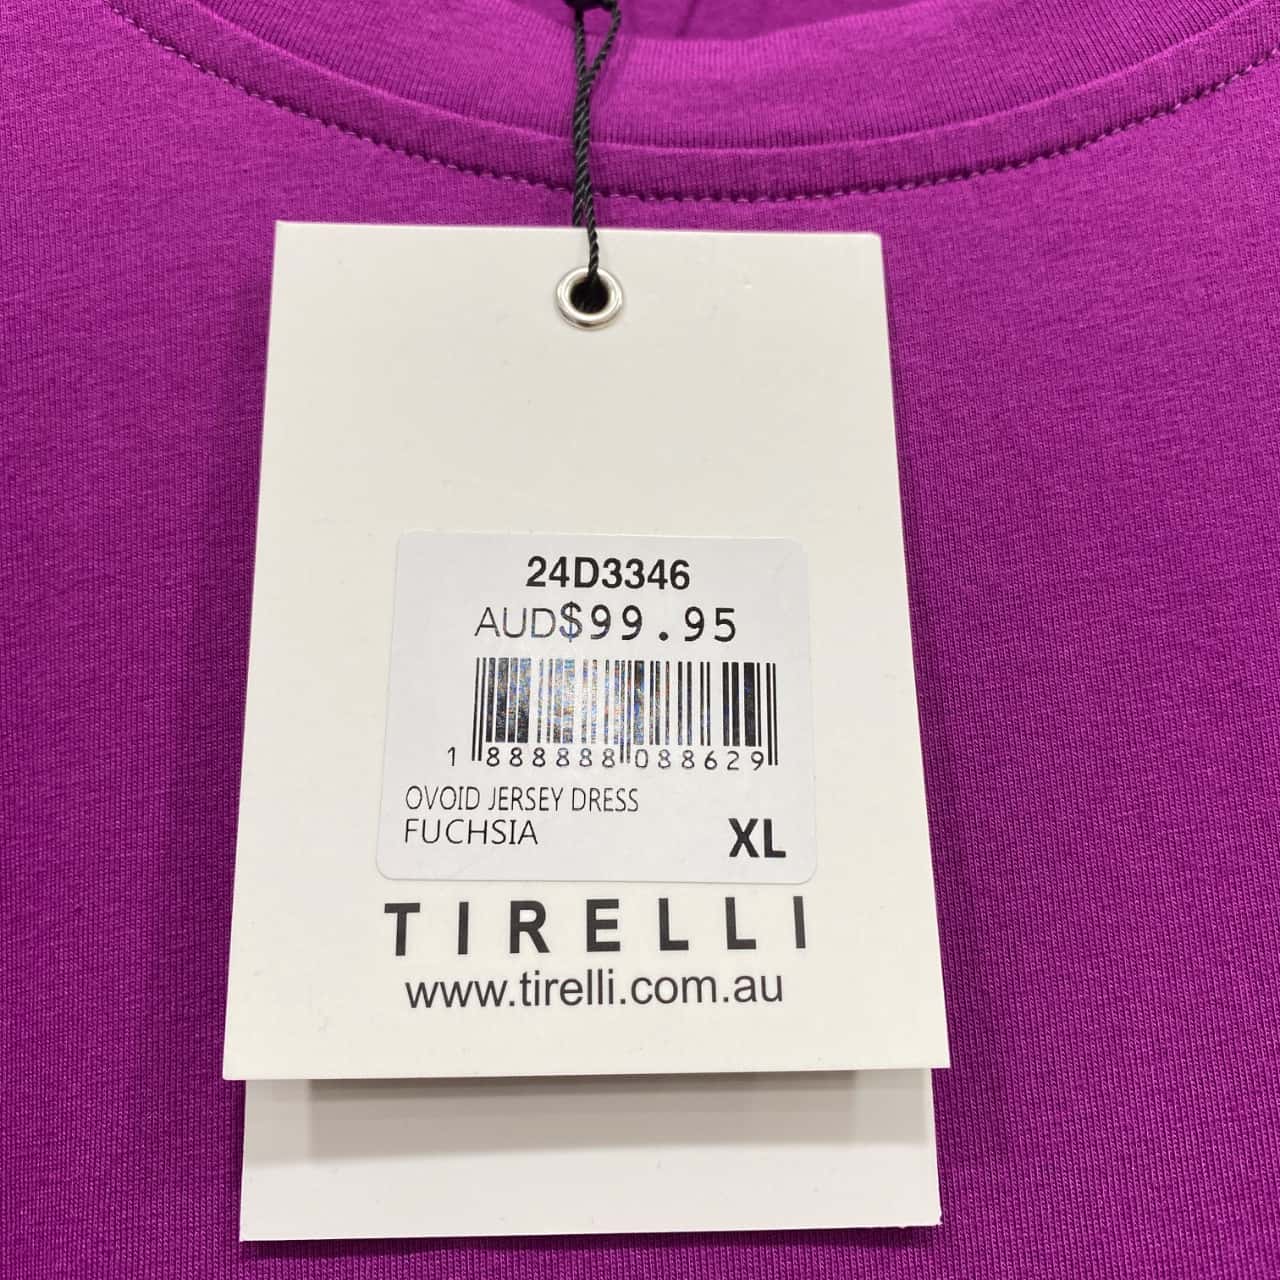 24D3346
AUD$99.95
1 888888 088629
OVOID JERSEY DRESS
FUCHSIA XL
TIRELLI
www.tirelli.com.au